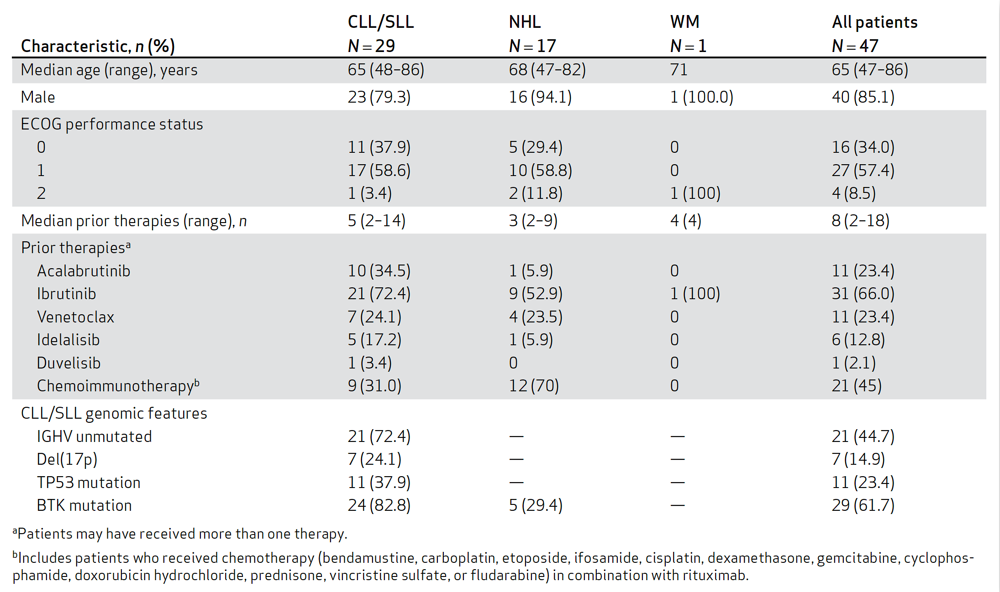 CLL/SLL NHL WM All patients
Characteristic, n (%) N = 29 N = 17 N = 1 N = 47
Median age (range), years 65 (48–86) 68 (47–82) 71 65 (47–86)
Male 23 (79.3) 16 (94.1) 1 (100.0) 40 (85.1)
ECOG performance status
0 11 (37.9) 5 (29.4) 0 16 (34.0)
1 17 (58.6) 10 (58.8) 0 27 (57.4)
2 1 (3.4) 2 (11.8) 1 (100) 4 (8.5)
Median prior therapies (range), n 5 (2–14) 3 (2–9) 4 (4) 8 (2–18)
Prior therapiesᵃ
Acalabrutinib 10 (34.5) 1 (5.9) 0 11 (23.4)
Ibrutinib 21 (72.4) 9 (52.9) 1 (100) 31 (66.0)
Venetoclax 7 (24.1) 4 (23.5) 0 11 (23.4)
Idelalisib 5 (17.2) 1 (5.9) 0 6 (12.8)
Duvelisib 1 (3.4) 0 0 1 (2.1)
Chemoimmunotherapyᵇ 9 (31.0) 12 (70) 0 21 (45)
CLL/SLL genomic features
IGHV unmutated 21 (72.4) — — 21 (44.7)
Del(17p) 7 (24.1) — — 7 (14.9)
TP53 mutation 11 (37.9) — — 11 (23.4)
BTK mutation 24 (82.8) 5 (29.4) — 29 (61.7)
ᵃPatients may have received more than one therapy.
ᵇIncludes patients who received chemotherapy (bendamustine, carboplatin, etoposide, ifosamide, cisplatin, dexamethasone, gemcitabine, cyclophos-
phamide, doxorubicin hydrochloride, prednisone, vincristine sulfate, or fludarabine) in combination with rituximab.